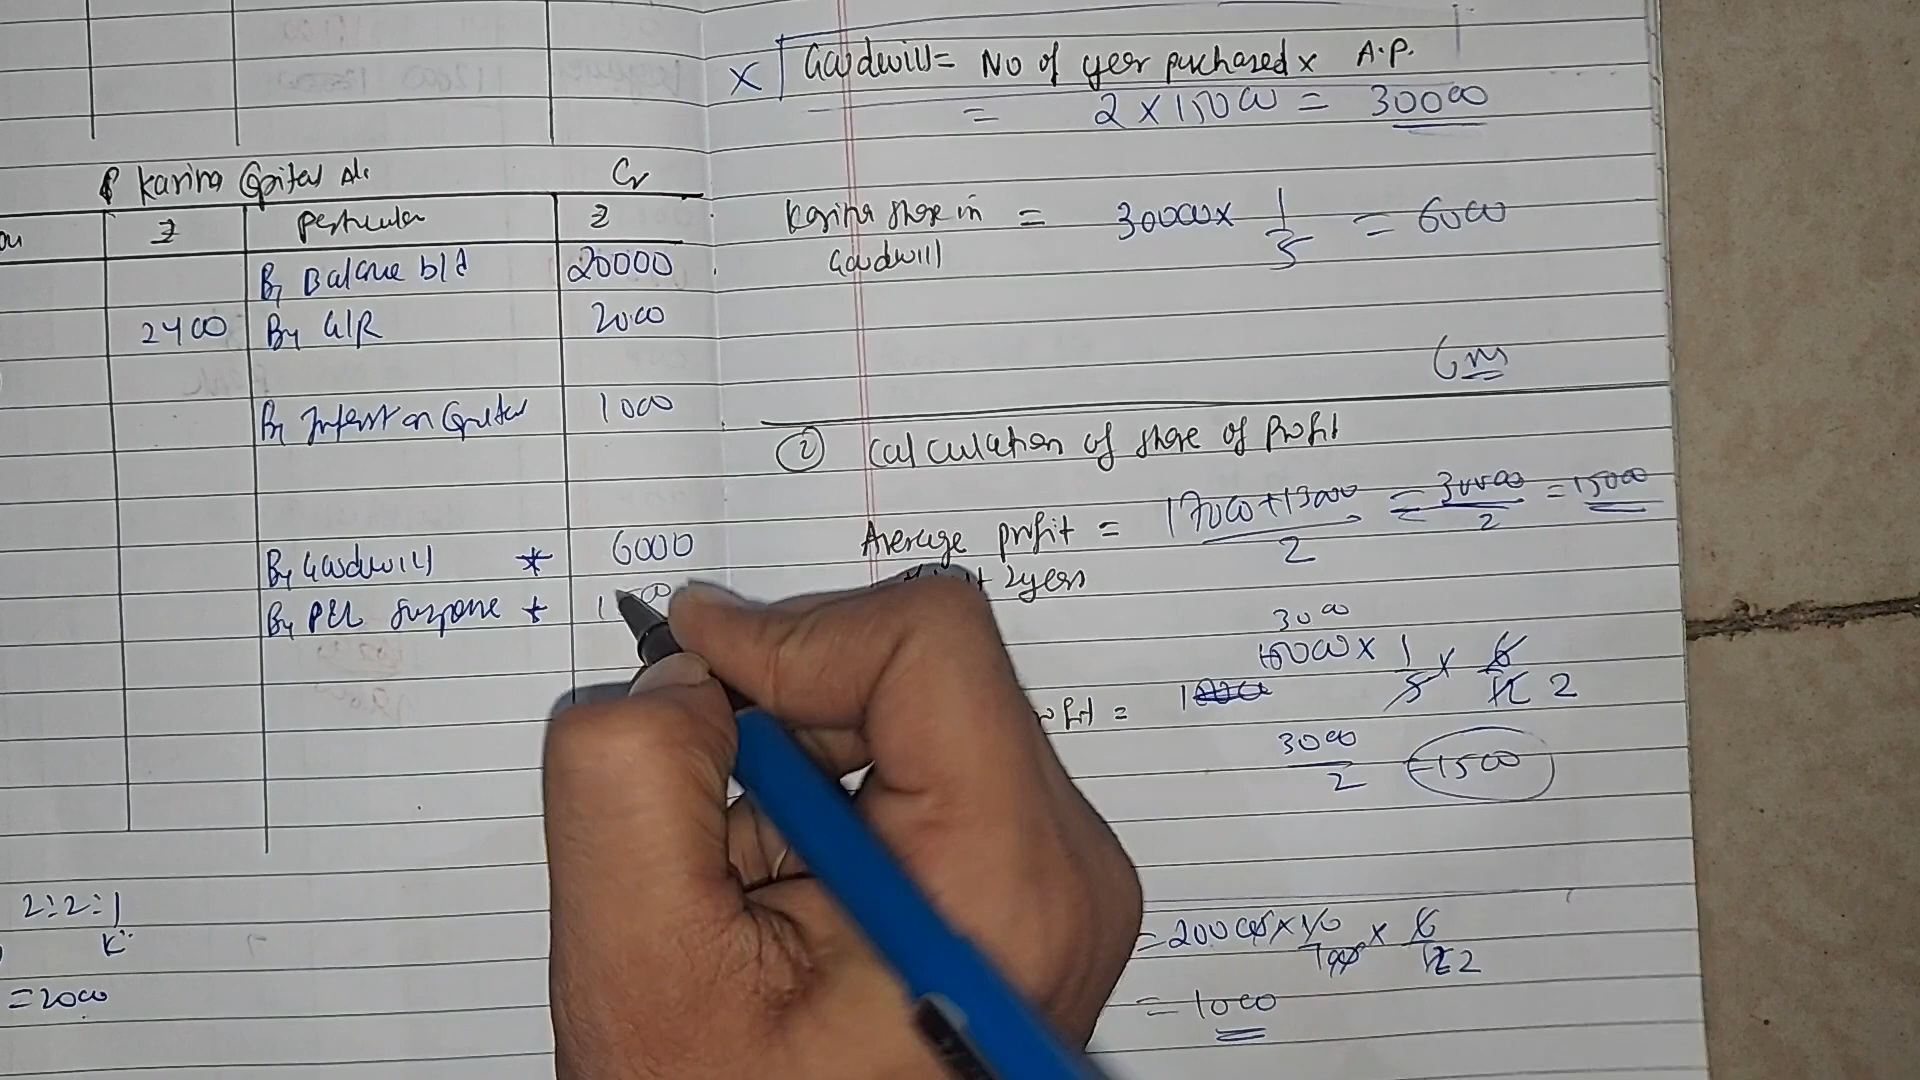 Goodwill = No of year purchased x A.P.
= 2 x 15000 = 30000
Karina Capital A/c Cr
₹ Perticular ₹
By Balance b/d 20000
2400 By G/R 2000
By Interest on Capital 1000
By Goodwill * 6000
By P&L Suspense *
2:2:1
K
= 2000
Karina share in = 30000 x 1/5 = 6000
Goodwill
6m
2 Calculation of share of Profit
Average profit = 17000+13000/2 = 30000/2 = 15000
2 years
3000
15000 x 1/5 x 6/12 2
profit =
3000/2 = 1500
= 20000 x 10/100 x 6/12 2
= 1000